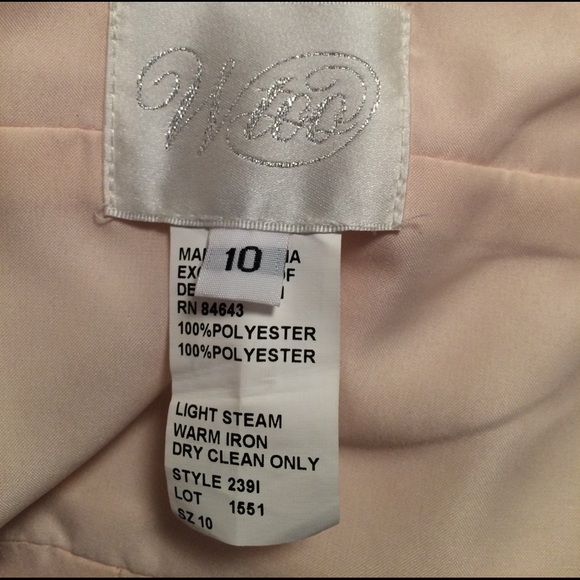 Wtoo
10
RN 84643
100%POLYESTER
100%POLYESTER
LIGHT STEAM
WARM IRON
DRY CLEAN ONLY
STYLE 239I
LOT 1551
SZ 10